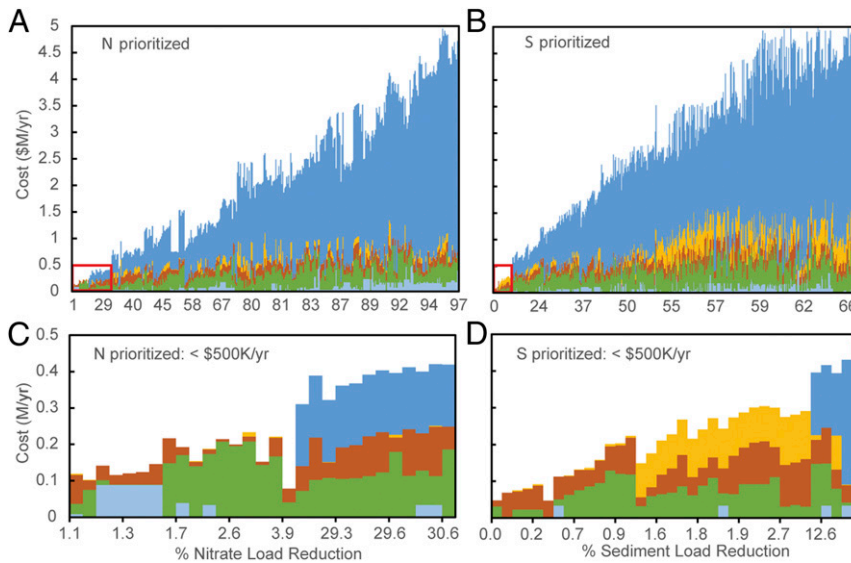 A
B
N prioritized
S prioritized
Cost ($M/yr)
5
4.5
4
3.5
3
2.5
2
1.5
1
0.5
0
1 29 40 45 58 67 80 81 83 87 89 92 94 97
0 24 37 50 55 57 59 62 66
C
D
N prioritized: < $500K/yr
S prioritized: < $500K/yr
Cost (M/yr)
0.5
0.4
0.3
0.2
0.1
0
1.1 1.3 1.7 2.6 3.9 29.3 29.6 30.6
0.0 0.2 0.7 0.9 1.6 1.8 1.9 2.7 12.6
% Nitrate Load Reduction
% Sediment Load Reduction